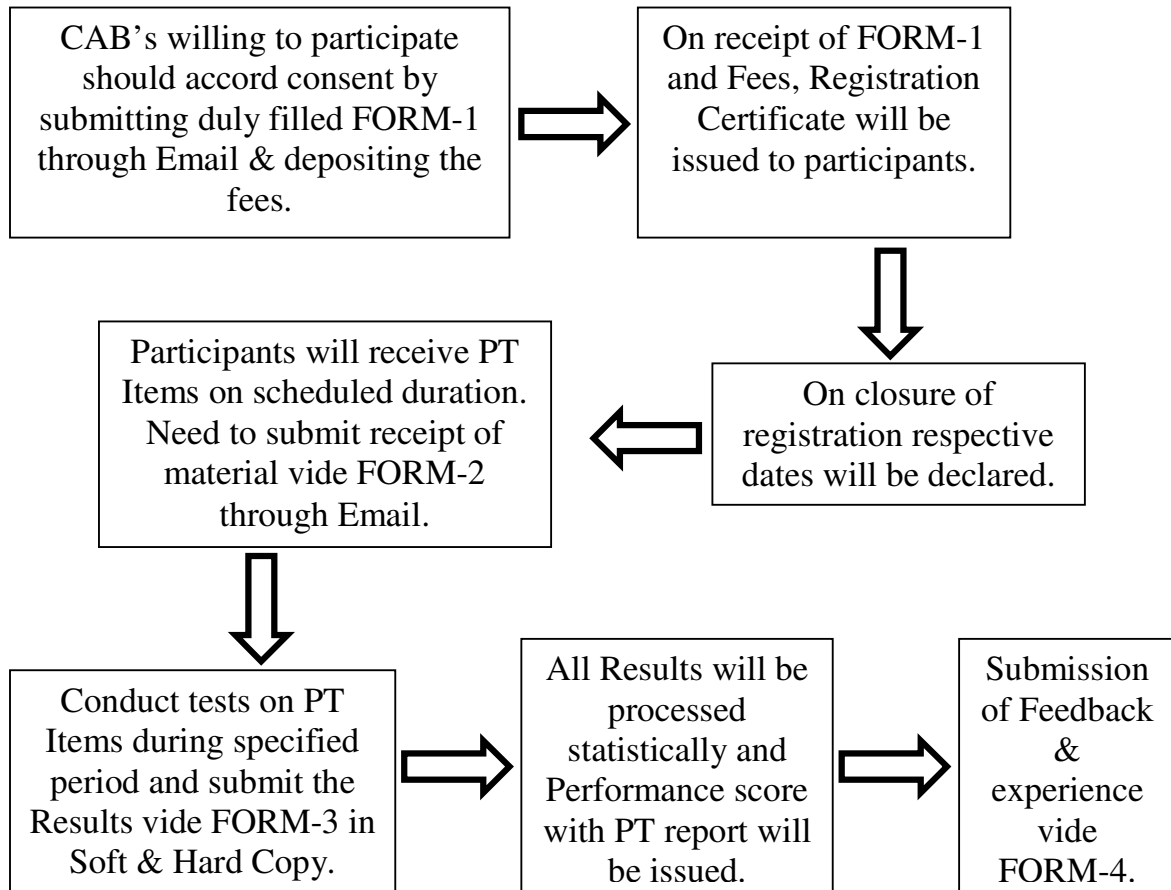 CAB’s willing to participate
should accord consent by
submitting duly filled FORM-1
through Email & depositing the
fees.
On receipt of FORM-1
and Fees, Registration
Certificate will be
issued to participants.
On closure of
registration respective
dates will be declared.
Participants will receive PT
Items on scheduled duration.
Need to submit receipt of
material vide FORM-2
through Email.
Conduct tests on PT
Items during specified
period and submit the
Results vide FORM-3 in
Soft & Hard Copy.
All Results will be
processed
statistically and
Performance score
with PT report will
be issued.
Submission
of Feedback
&
experience
vide
FORM-4.